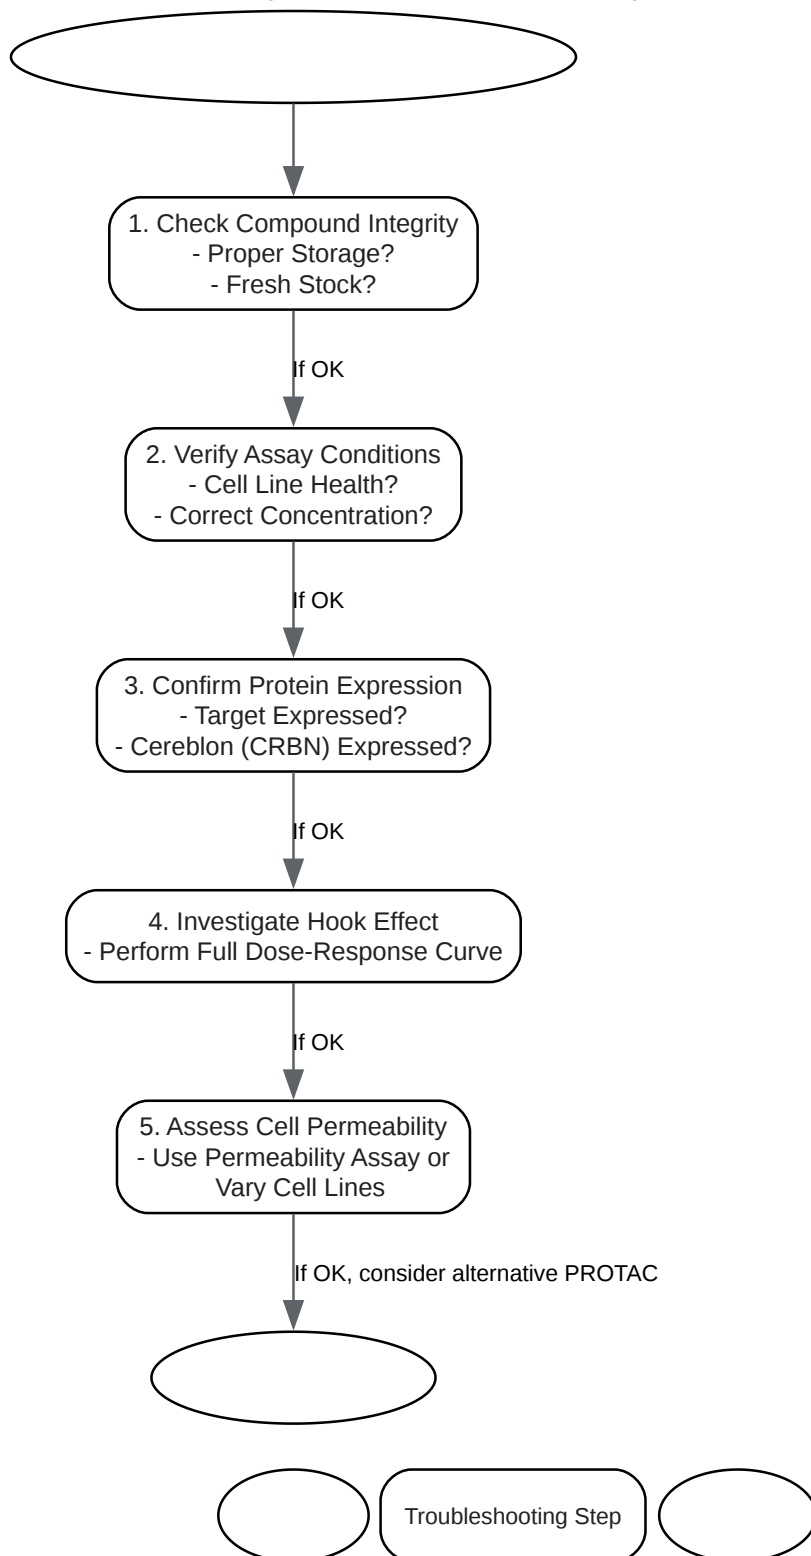 1. Check Compound Integrity
- Proper Storage?
- Fresh Stock?
If OK
2. Verify Assay Conditions
- Cell Line Health?
- Correct Concentration?
If OK
3. Confirm Protein Expression
- Target Expressed?
- Cereblon (CRBN) Expressed?
If OK
4. Investigate Hook Effect
- Perform Full Dose-Response Curve
If OK
5. Assess Cell Permeability
- Use Permeability Assay or
Vary Cell Lines
If OK, consider alternative PROTAC
Troubleshooting Step